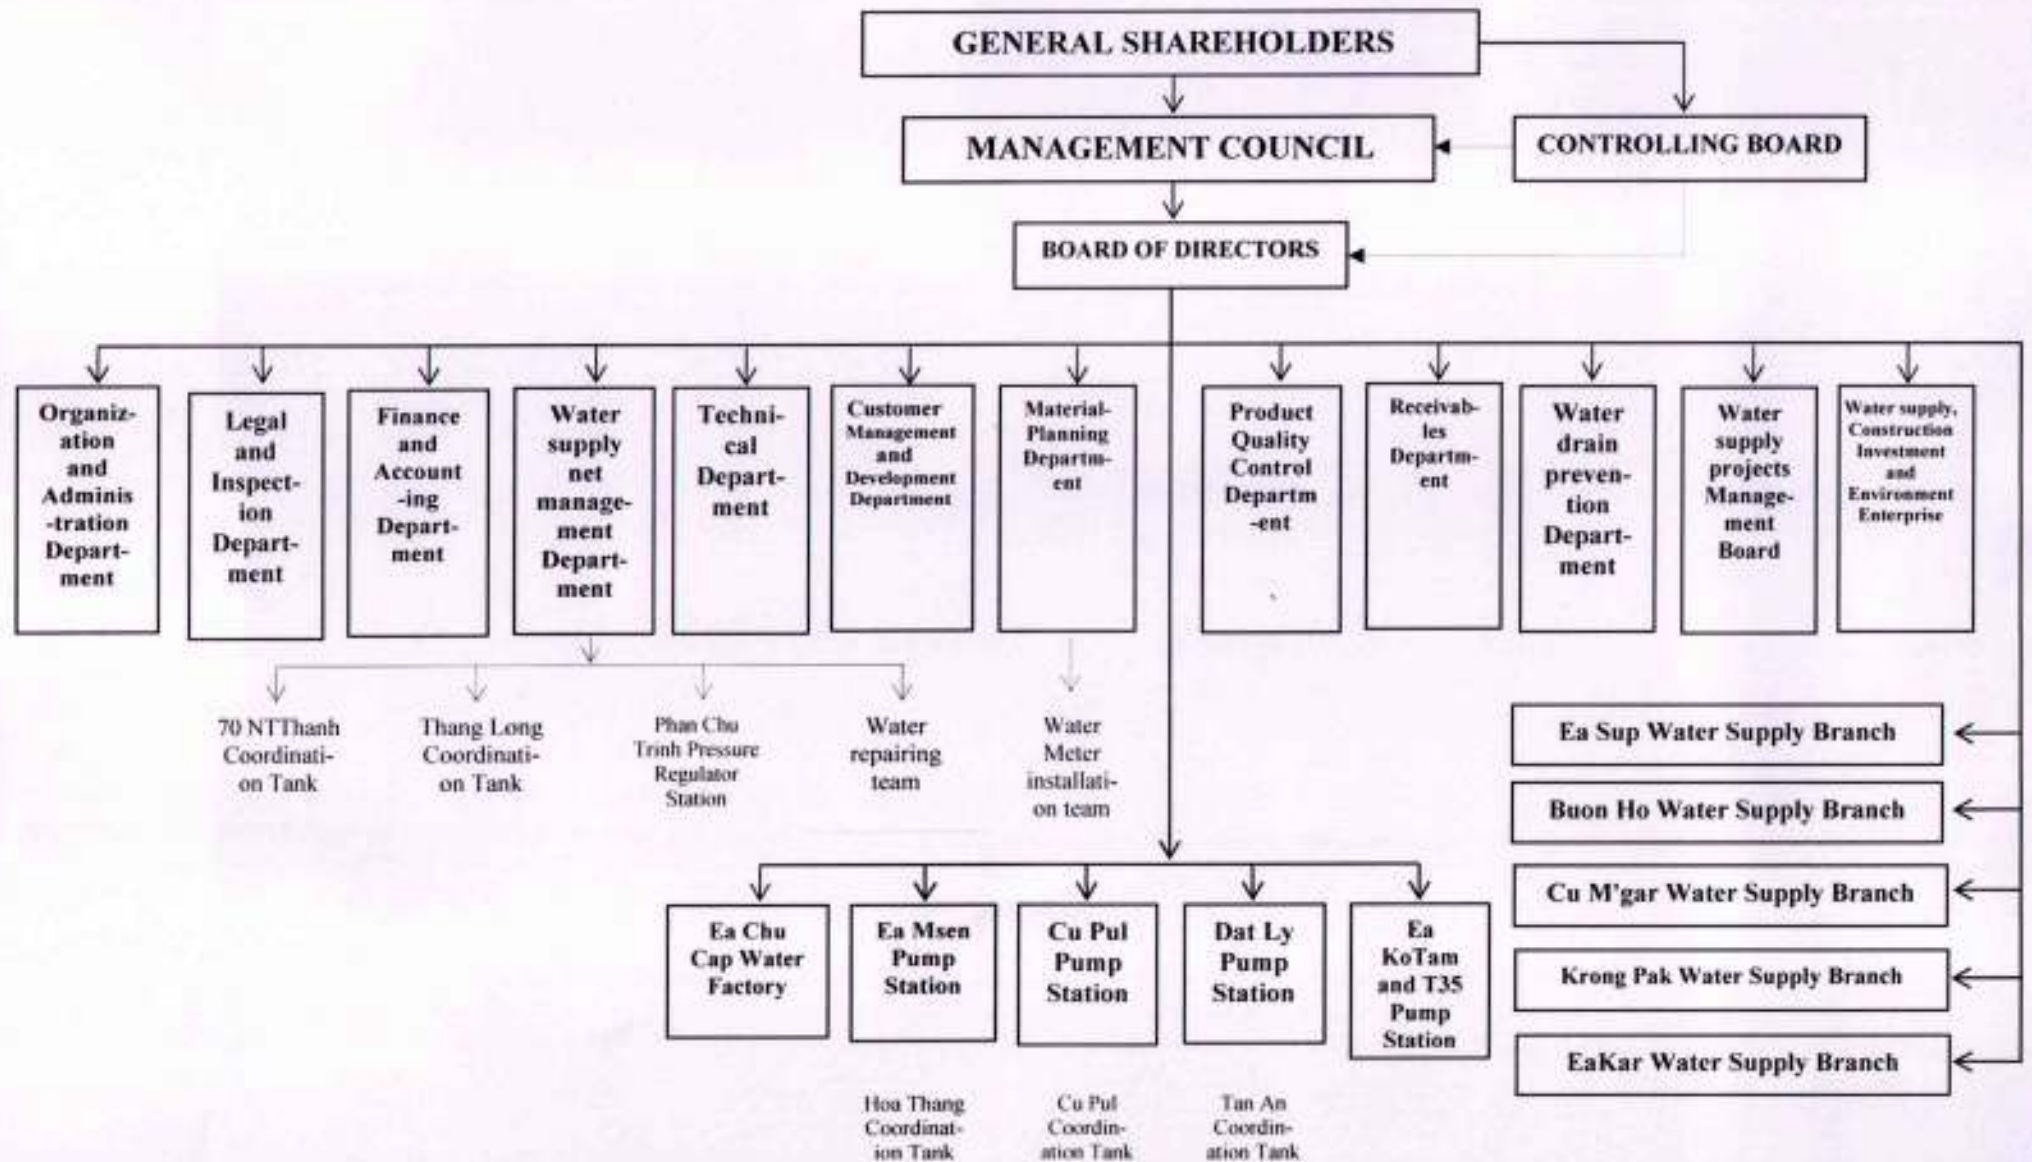 GENERAL SHAREHOLDERS
MANAGEMENT COUNCIL
CONTROLLING BOARD
BOARD OF DIRECTORS
Organiz-
ation
and
Adminis
-tration
Depart-
ment
Legal
and
Inspect-
ion
Depart-
ment
Finance
and
Account
-ing
Depart-
ment
Water
supply
net
manage-
ment
Depart-
ment
Techni-
cal
Depart-
ment
Customer
Management
and
Development
Department
Material-
Planning
Departm-
ent
Product
Quality
Control
Departm
-ent
Receivab-
les
Departm-
ent
Water
drain
preven-
tion
Depart-
ment
Water
supply
projects
Manage-
ment
Board
Water supply,
Construction
Investment
and
Environment
Enterprise
70 NTThanh
Coordinati-
on Tank
Thang Long
Coordinati-
on Tank
Phan Chu
Trinh Pressure
Regulator
Station
Water
repairing
team
Water
Meter
installati-
on team
Ea Sup Water Supply Branch
Buon Ho Water Supply Branch
Cu M'gar Water Supply Branch
Krong Pak Water Supply Branch
EaKar Water Supply Branch
Ea Chu
Cap Water
Factory
Ea Msen
Pump
Station
Cu Pul
Pump
Station
Dat Ly
Pump
Station
Ea
KoTam
and T35
Pump
Station
Hoa Thang
Coordinat-
ion Tank
Cu Pul
Coordin-
ation Tank
Tan An
Coordin-
ation Tank